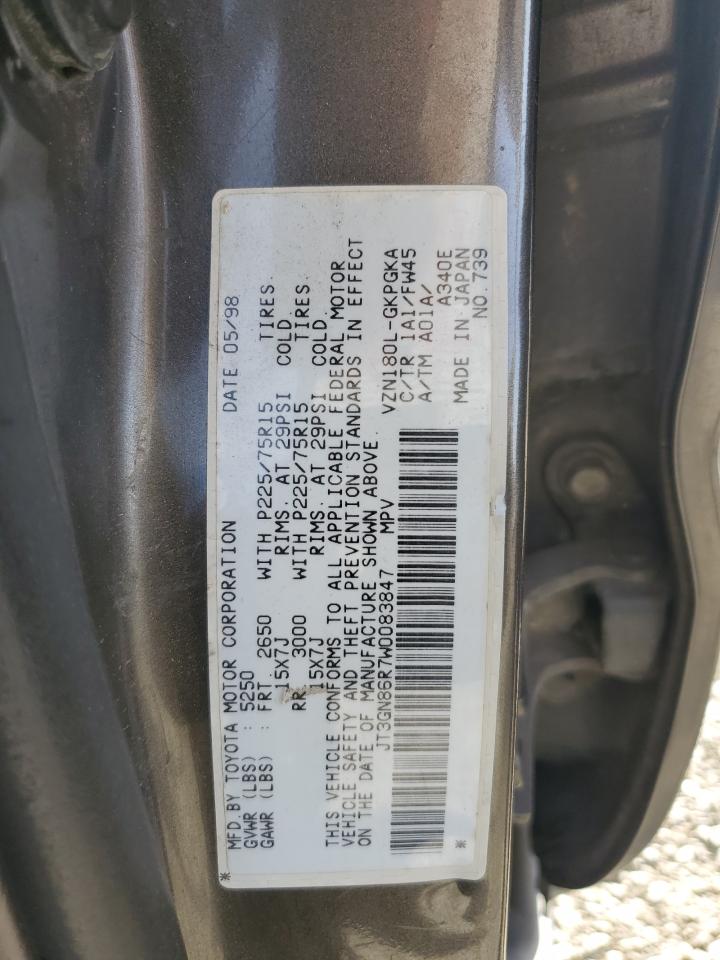 MFD. BY TOYOTA MOTOR CORPORATION DATE 05/98
GVWR (LBS) : 5250
GAWR (LBS) : FRT. 2650 WITH P225/75R15 TIRES.
15X7J RIMS. AT 29PSI COLD
RR 3000 WITH P225/75R15 TIRES.
15X7J RIMS. AT 29PSI COLD.
THIS VEHICLE CONFORMS TO ALL APPLICABLE FEDERAL MOTOR
VEHICLE SAFETY AND THEFT PREVENTION STANDARDS IN EFFECT
ON THE DATE OF MANUFACTURE SHOWN ABOVE.
JT3GN86R7W0083847 MPV VZN180L-GKPGKA
C/TR 1A1/FW45
A/TM A01A/
A340E
MADE IN JAPAN
NO.739